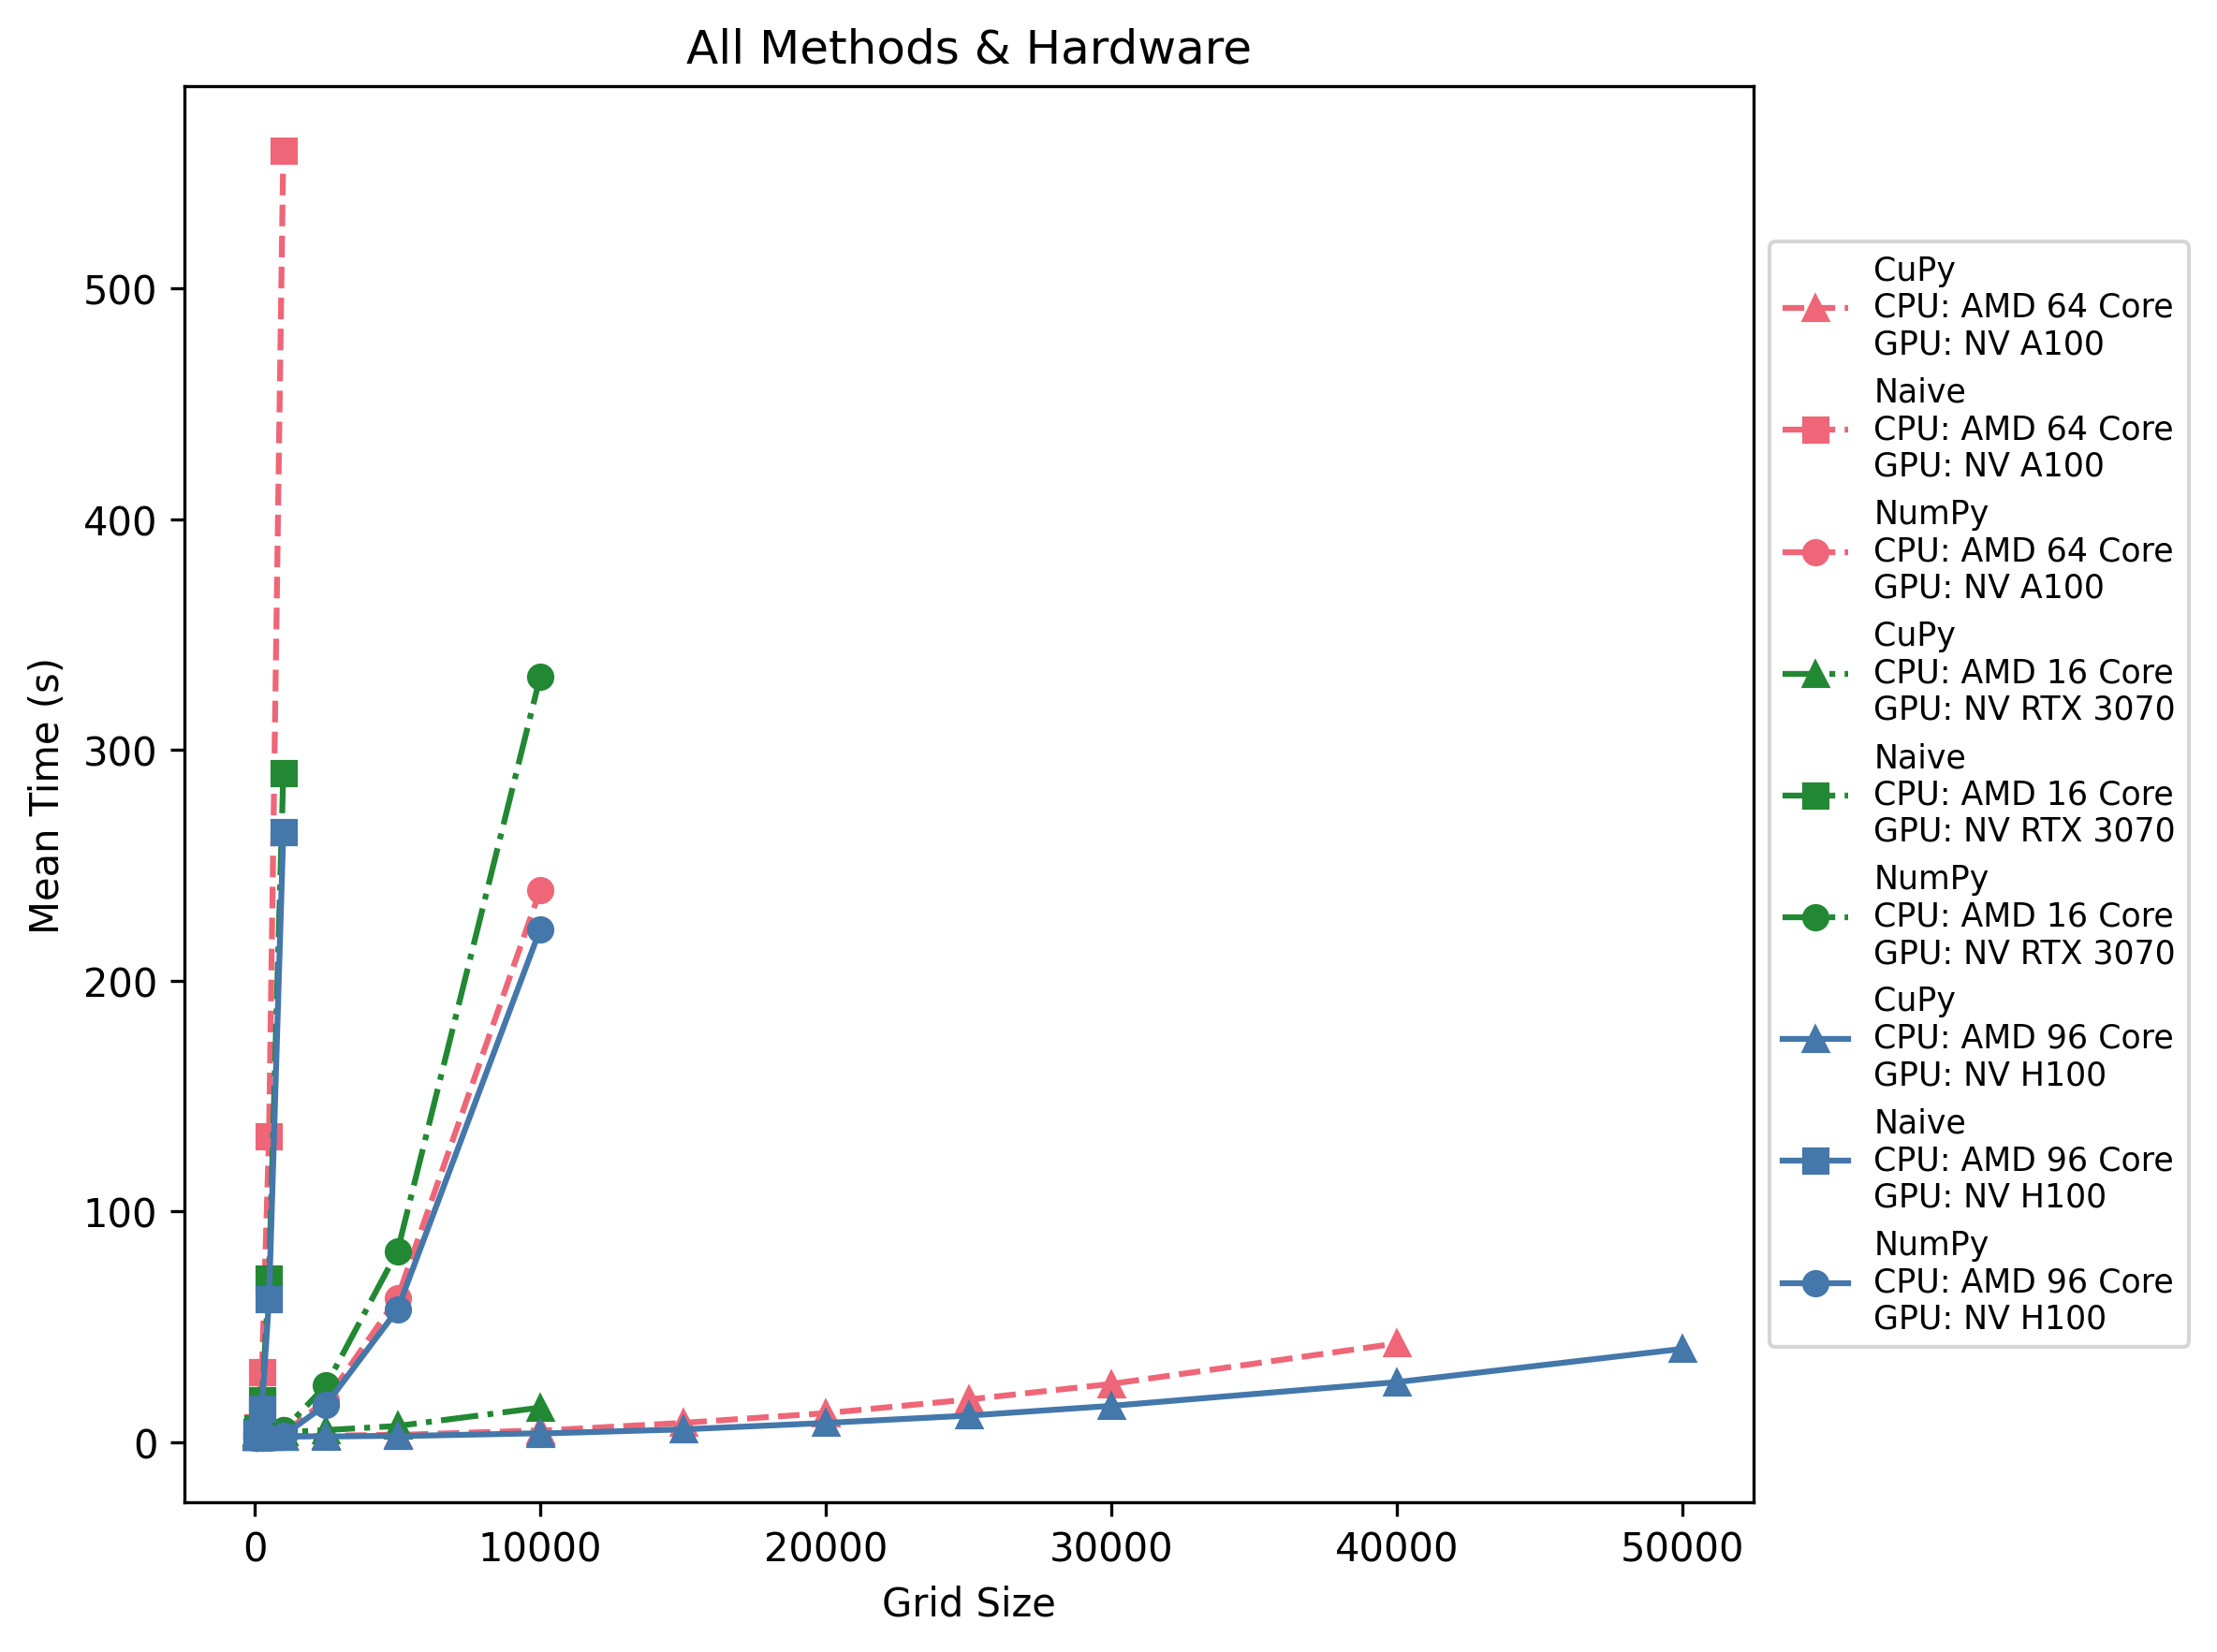 All Methods & Hardware
Mean Time (s)
500
400
300
200
100
0
0 10000 20000 30000 40000 50000
Grid Size
CuPy
CPU: AMD 64 Core
GPU: NV A100
Naive
CPU: AMD 64 Core
GPU: NV A100
NumPy
CPU: AMD 64 Core
GPU: NV A100
CuPy
CPU: AMD 16 Core
GPU: NV RTX 3070
Naive
CPU: AMD 16 Core
GPU: NV RTX 3070
NumPy
CPU: AMD 16 Core
GPU: NV RTX 3070
CuPy
CPU: AMD 96 Core
GPU: NV H100
Naive
CPU: AMD 96 Core
GPU: NV H100
NumPy
CPU: AMD 96 Core
GPU: NV H100